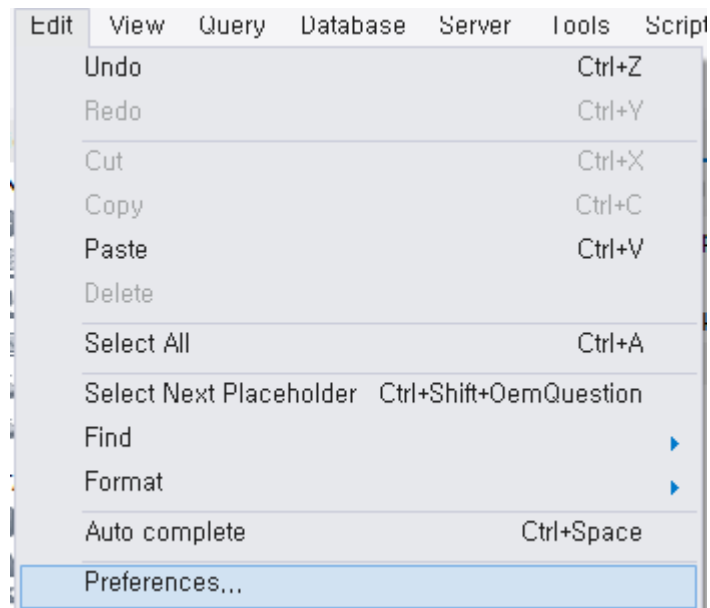 Edit View Query Database Server Tools Script
Undo Ctrl+Z
Redo Ctrl+Y
Cut Ctrl+X
Copy Ctrl+C
Paste Ctrl+V
Delete
Select All Ctrl+A
Select Next Placeholder Ctrl+Shift+OemQuestion
Find
Format
Auto complete Ctrl+Space
Preferences...